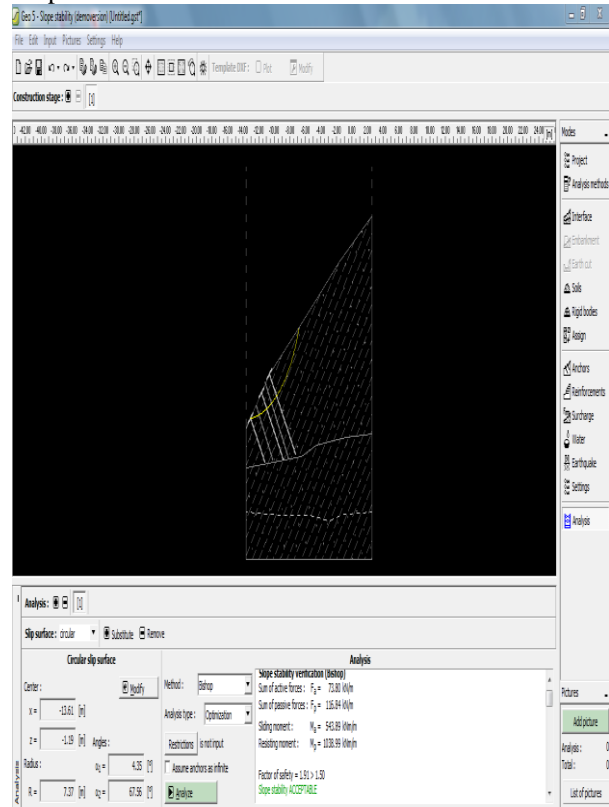 Geo 5 - Slope stability (demoversion) [Untitled.gst*]
File Edit Input Pictures Settings Help
Template DXF : Plot Modify
Construction stage : [1]
[m]
Modes
Project
Analysis methods
Interface
Embankment
Earth cut
Soils
Rigid bodies
Assign
Anchors
Reinforcements
Surcharge
Water
Earthquake
Settings
Analysis
Analysis : [1]
Slip surface : circular Substitute Remove
Circular slip surface
Center : Modify
x = -13.61 [m]
z = -1.19 [m] Angles :
Radius : α1 = 4.35 [°]
R = 7.37 [m] α2 = 67.56 [°]
Method : Bishop
Analysis type : Optimization
Restrictions is not input
Assume anchors as infinite
Analyze
Analysis
Slope stability verification (Bishop)
Sum of active forces : Fa = 73.80 kN/m
Sum of passive forces : Fp = 116.84 kN/m
Sliding moment : Ma = 543.89 kNm/m
Resisting moment : Mp = 1038.99 kNm/m
Factor of safety = 1.91 > 1.50
Slope stability ACCEPTABLE
Pictures
Add picture
Analysis : 0
Total : 0
List of pictures
Analysis